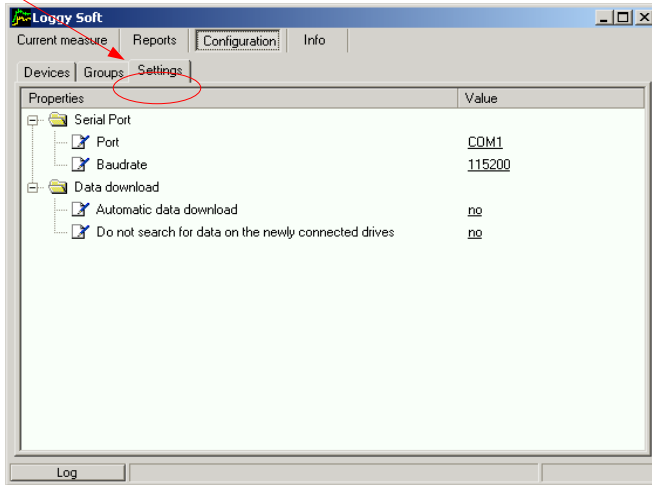 Loggy Soft
Current measure Reports Configuration Info
Devices Groups Settings
Properties Value
Serial Port
Port COM1
Baudrate 115200
Data download
Automatic data download no
Do not search for data on the newly connected drives no
Log